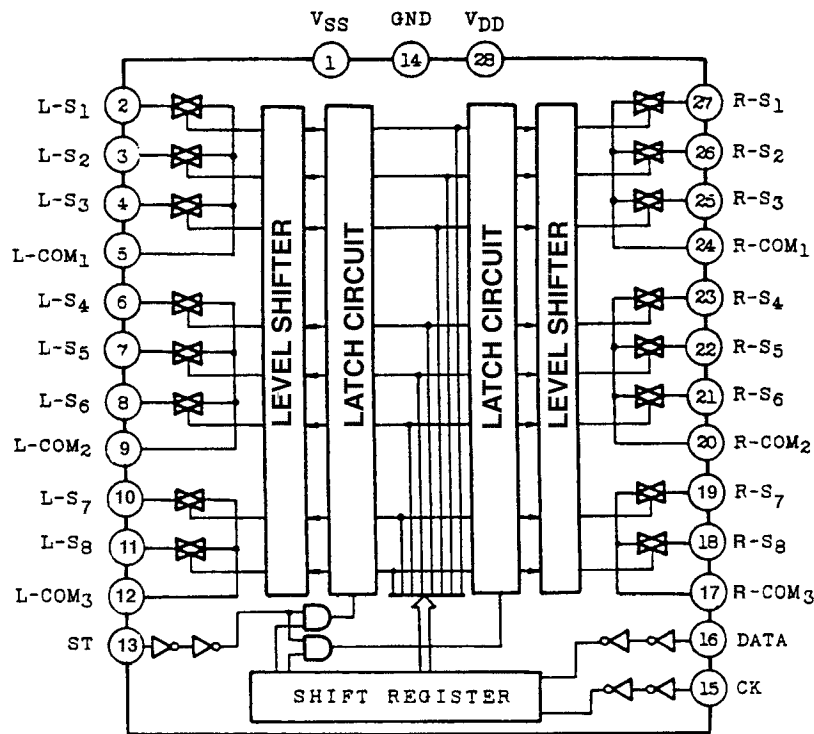 VSS GND VDD
1 14 28
L-S1 2 27 R-S1
L-S2 3 26 R-S2
L-S3 4 25 R-S3
L-COM1 5 24 R-COM1
L-S4 6 23 R-S4
L-S5 7 22 R-S5
L-S6 8 21 R-S6
L-COM2 9 20 R-COM2
L-S7 10 19 R-S7
L-S8 11 18 R-S8
L-COM3 12 17 R-COM3
LEVEL SHIFTER
LATCH CIRCUIT
LATCH CIRCUIT
LEVEL SHIFTER
ST 13 16 DATA
15 CK
SHIFT REGISTER